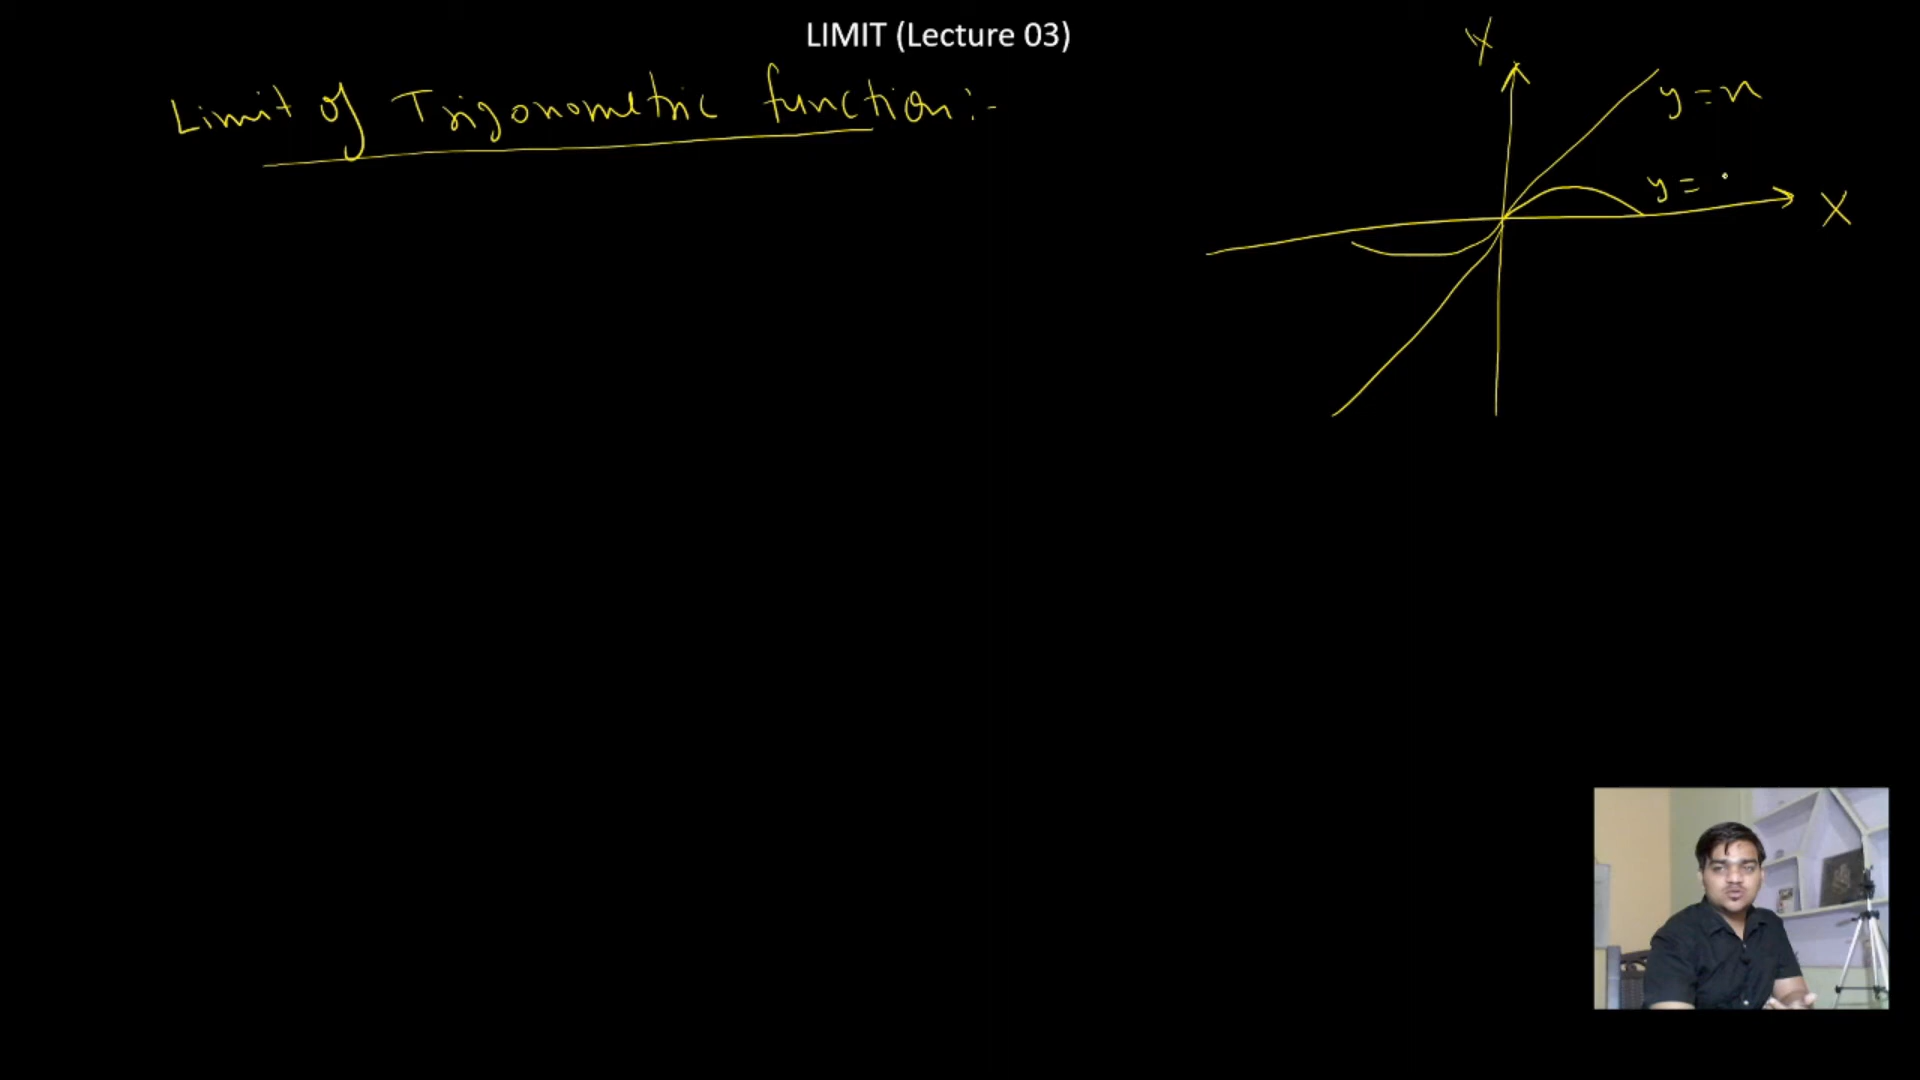 LIMIT (Lecture 03)
Limit of Trigonometric function:-
Y
y = x
y =
X